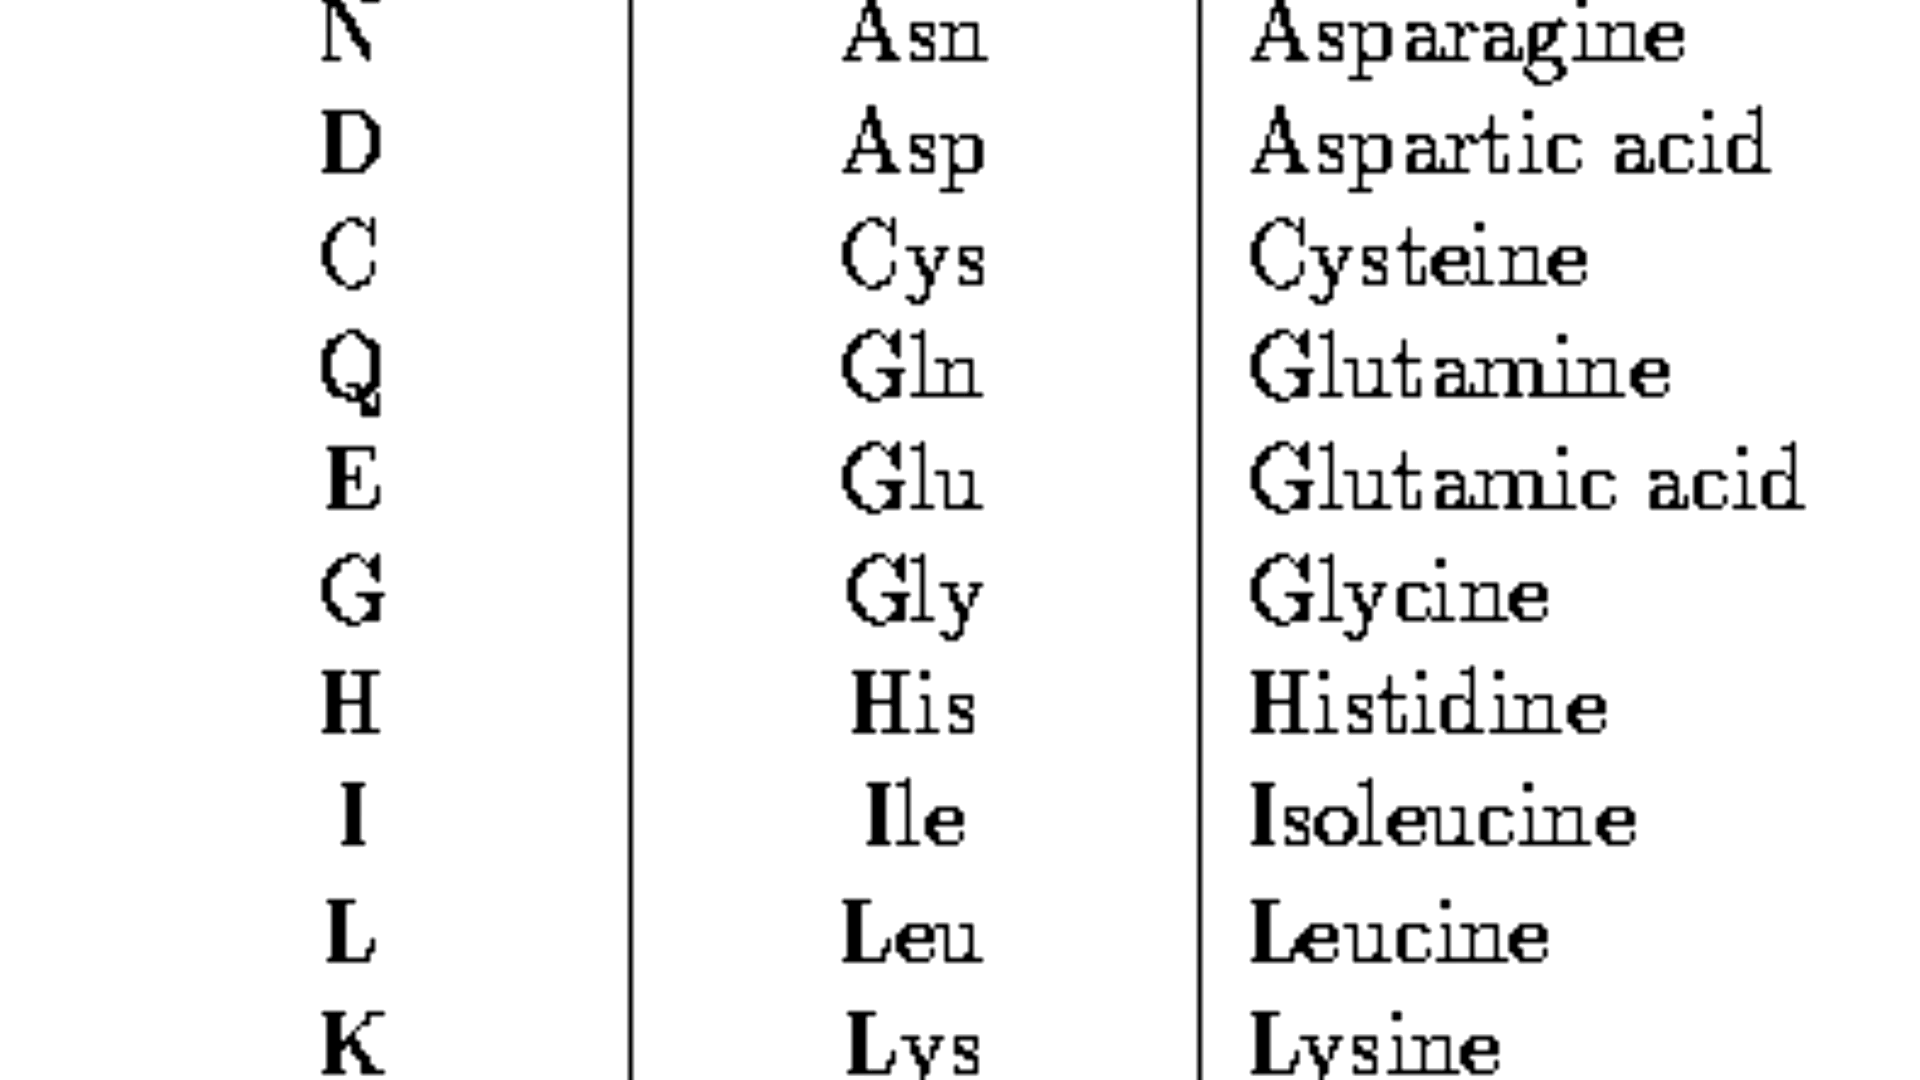 N Asn Asparagine
D Asp Aspartic acid
C Cys Cysteine
Q Gln Glutamine
E Glu Glutamic acid
G Gly Glycine
H His Histidine
I Ile Isoleucine
L Leu Leucine
K Lys Lysine